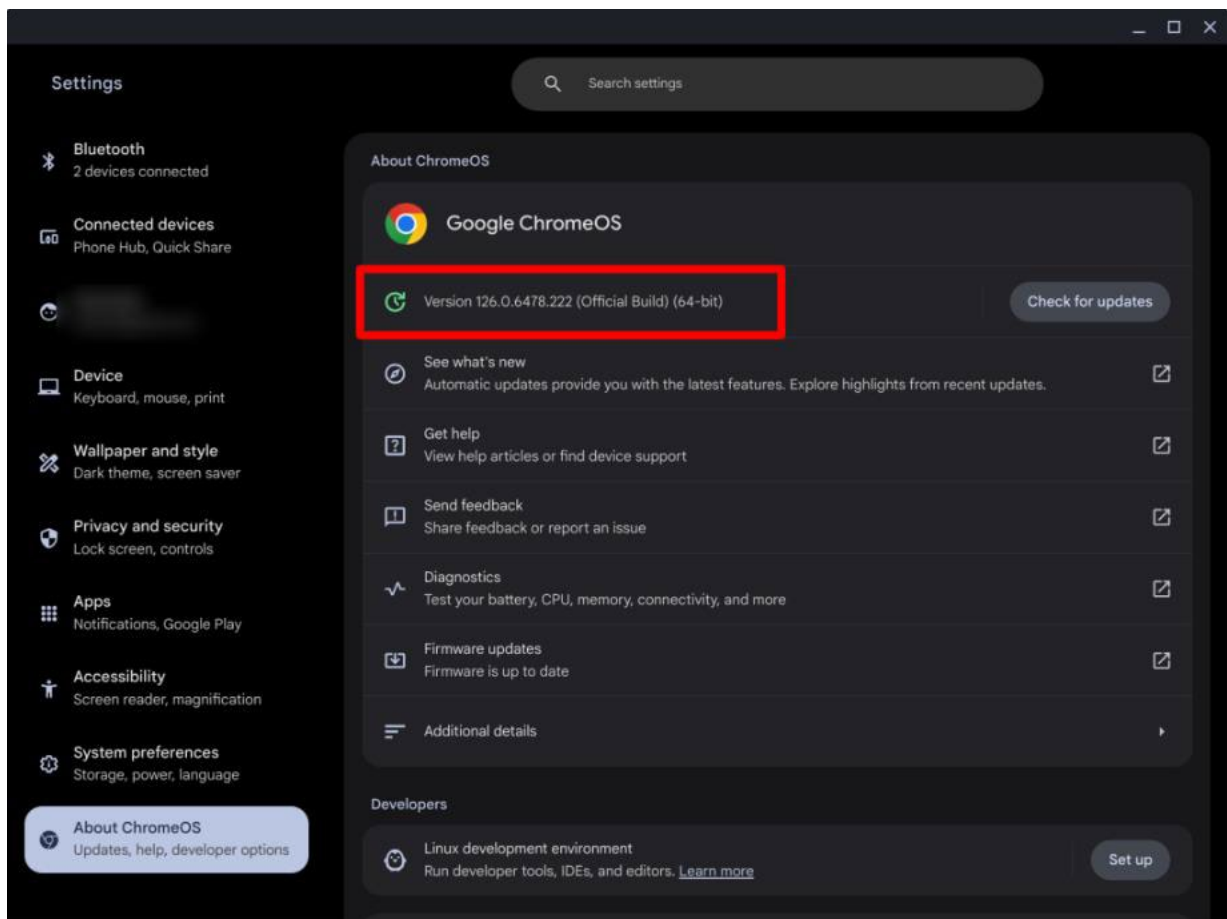 Settings
Search settings
Bluetooth
2 devices connected
Connected devices
Phone Hub, Quick Share
Device
Keyboard, mouse, print
Wallpaper and style
Dark theme, screen saver
Privacy and security
Lock screen, controls
Apps
Notifications, Google Play
Accessibility
Screen reader, magnification
System preferences
Storage, power, language
About ChromeOS
Updates, help, developer options
About ChromeOS
Google ChromeOS
Version 126.0.6478.222 (Official Build) (64-bit)
Check for updates
See what's new
Automatic updates provide you with the latest features. Explore highlights from recent updates.
Get help
View help articles or find device support
Send feedback
Share feedback or report an issue
Diagnostics
Test your battery, CPU, memory, connectivity, and more
Firmware updates
Firmware is up to date
Additional details
Developers
Linux development environment
Run developer tools, IDEs, and editors. Learn more
Set up